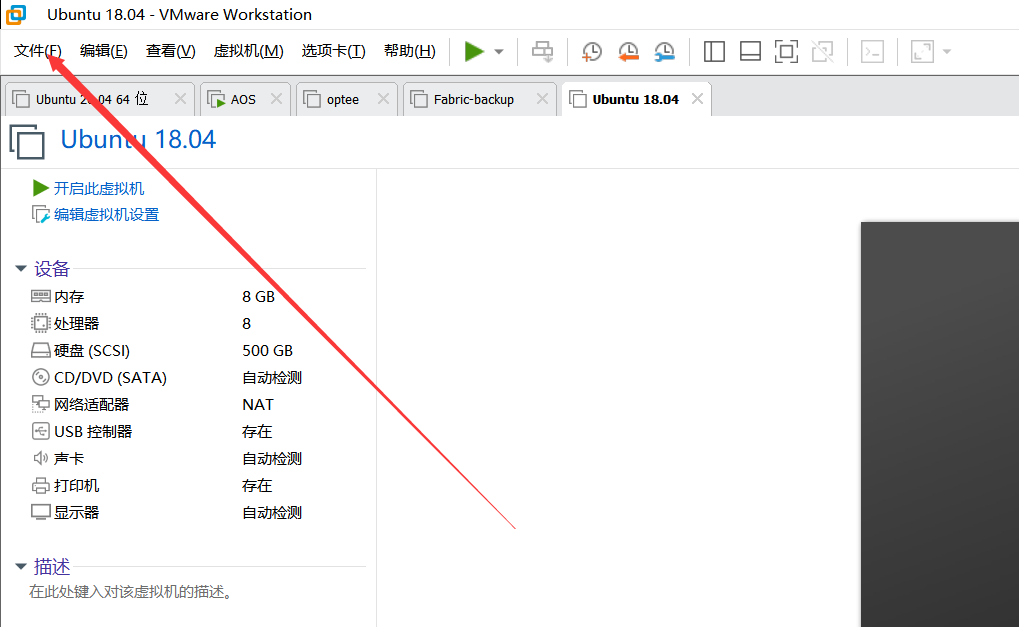 Ubuntu 18.04 - VMware Workstation
文件(F) 编辑(E) 查看(V) 虚拟机(M) 选项卡(T) 帮助(H)
Ubuntu 20.04 64 位 AOS optee Fabric-backup Ubuntu 18.04
Ubuntu 18.04
开启此虚拟机
编辑虚拟机设置
设备
内存 8 GB
处理器 8
硬盘 (SCSI) 500 GB
CD/DVD (SATA) 自动检测
网络适配器 NAT
USB 控制器 存在
声卡 自动检测
打印机 存在
显示器 自动检测
描述
在此处键入对该虚拟机的描述。